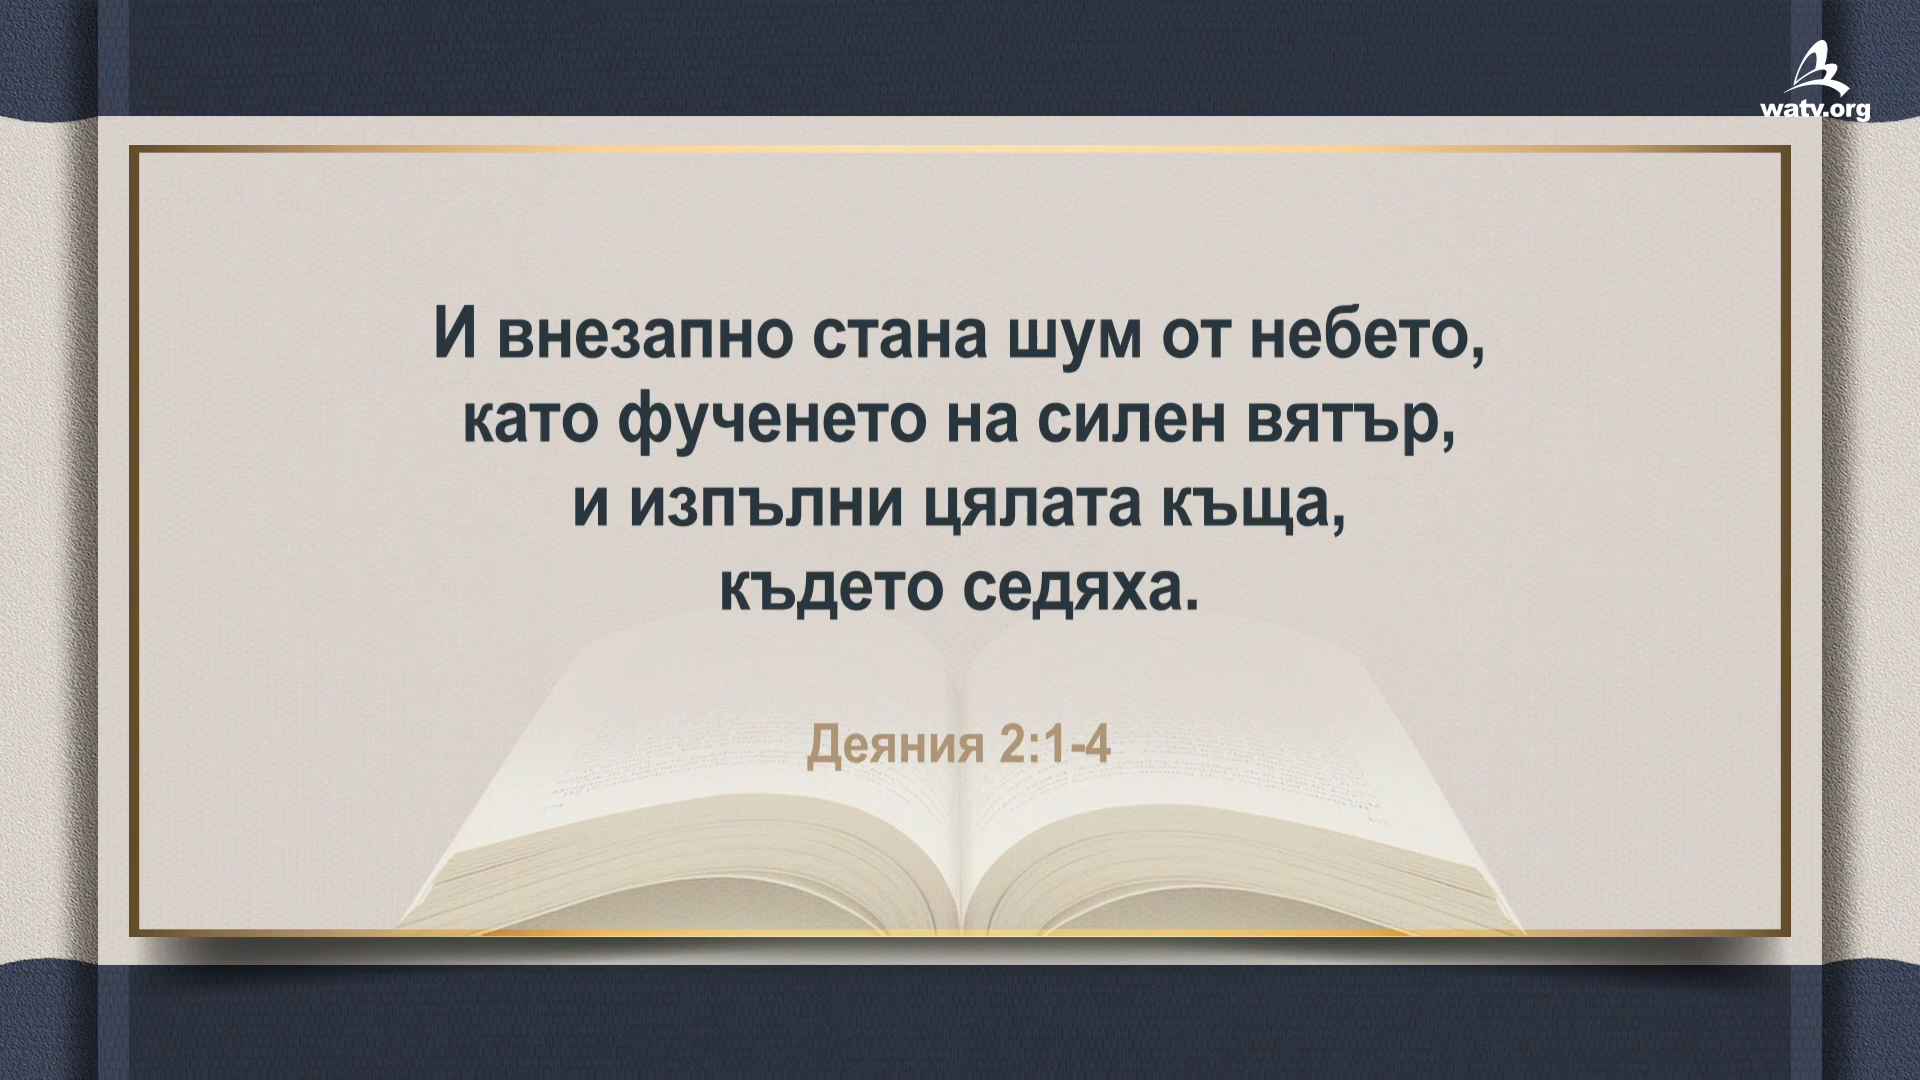 watv.org
И внезапно стана шум от небето,
като фученето на силен вятър,
и изпълни цялата къща,
където седяха.
Деяния 2:1-4